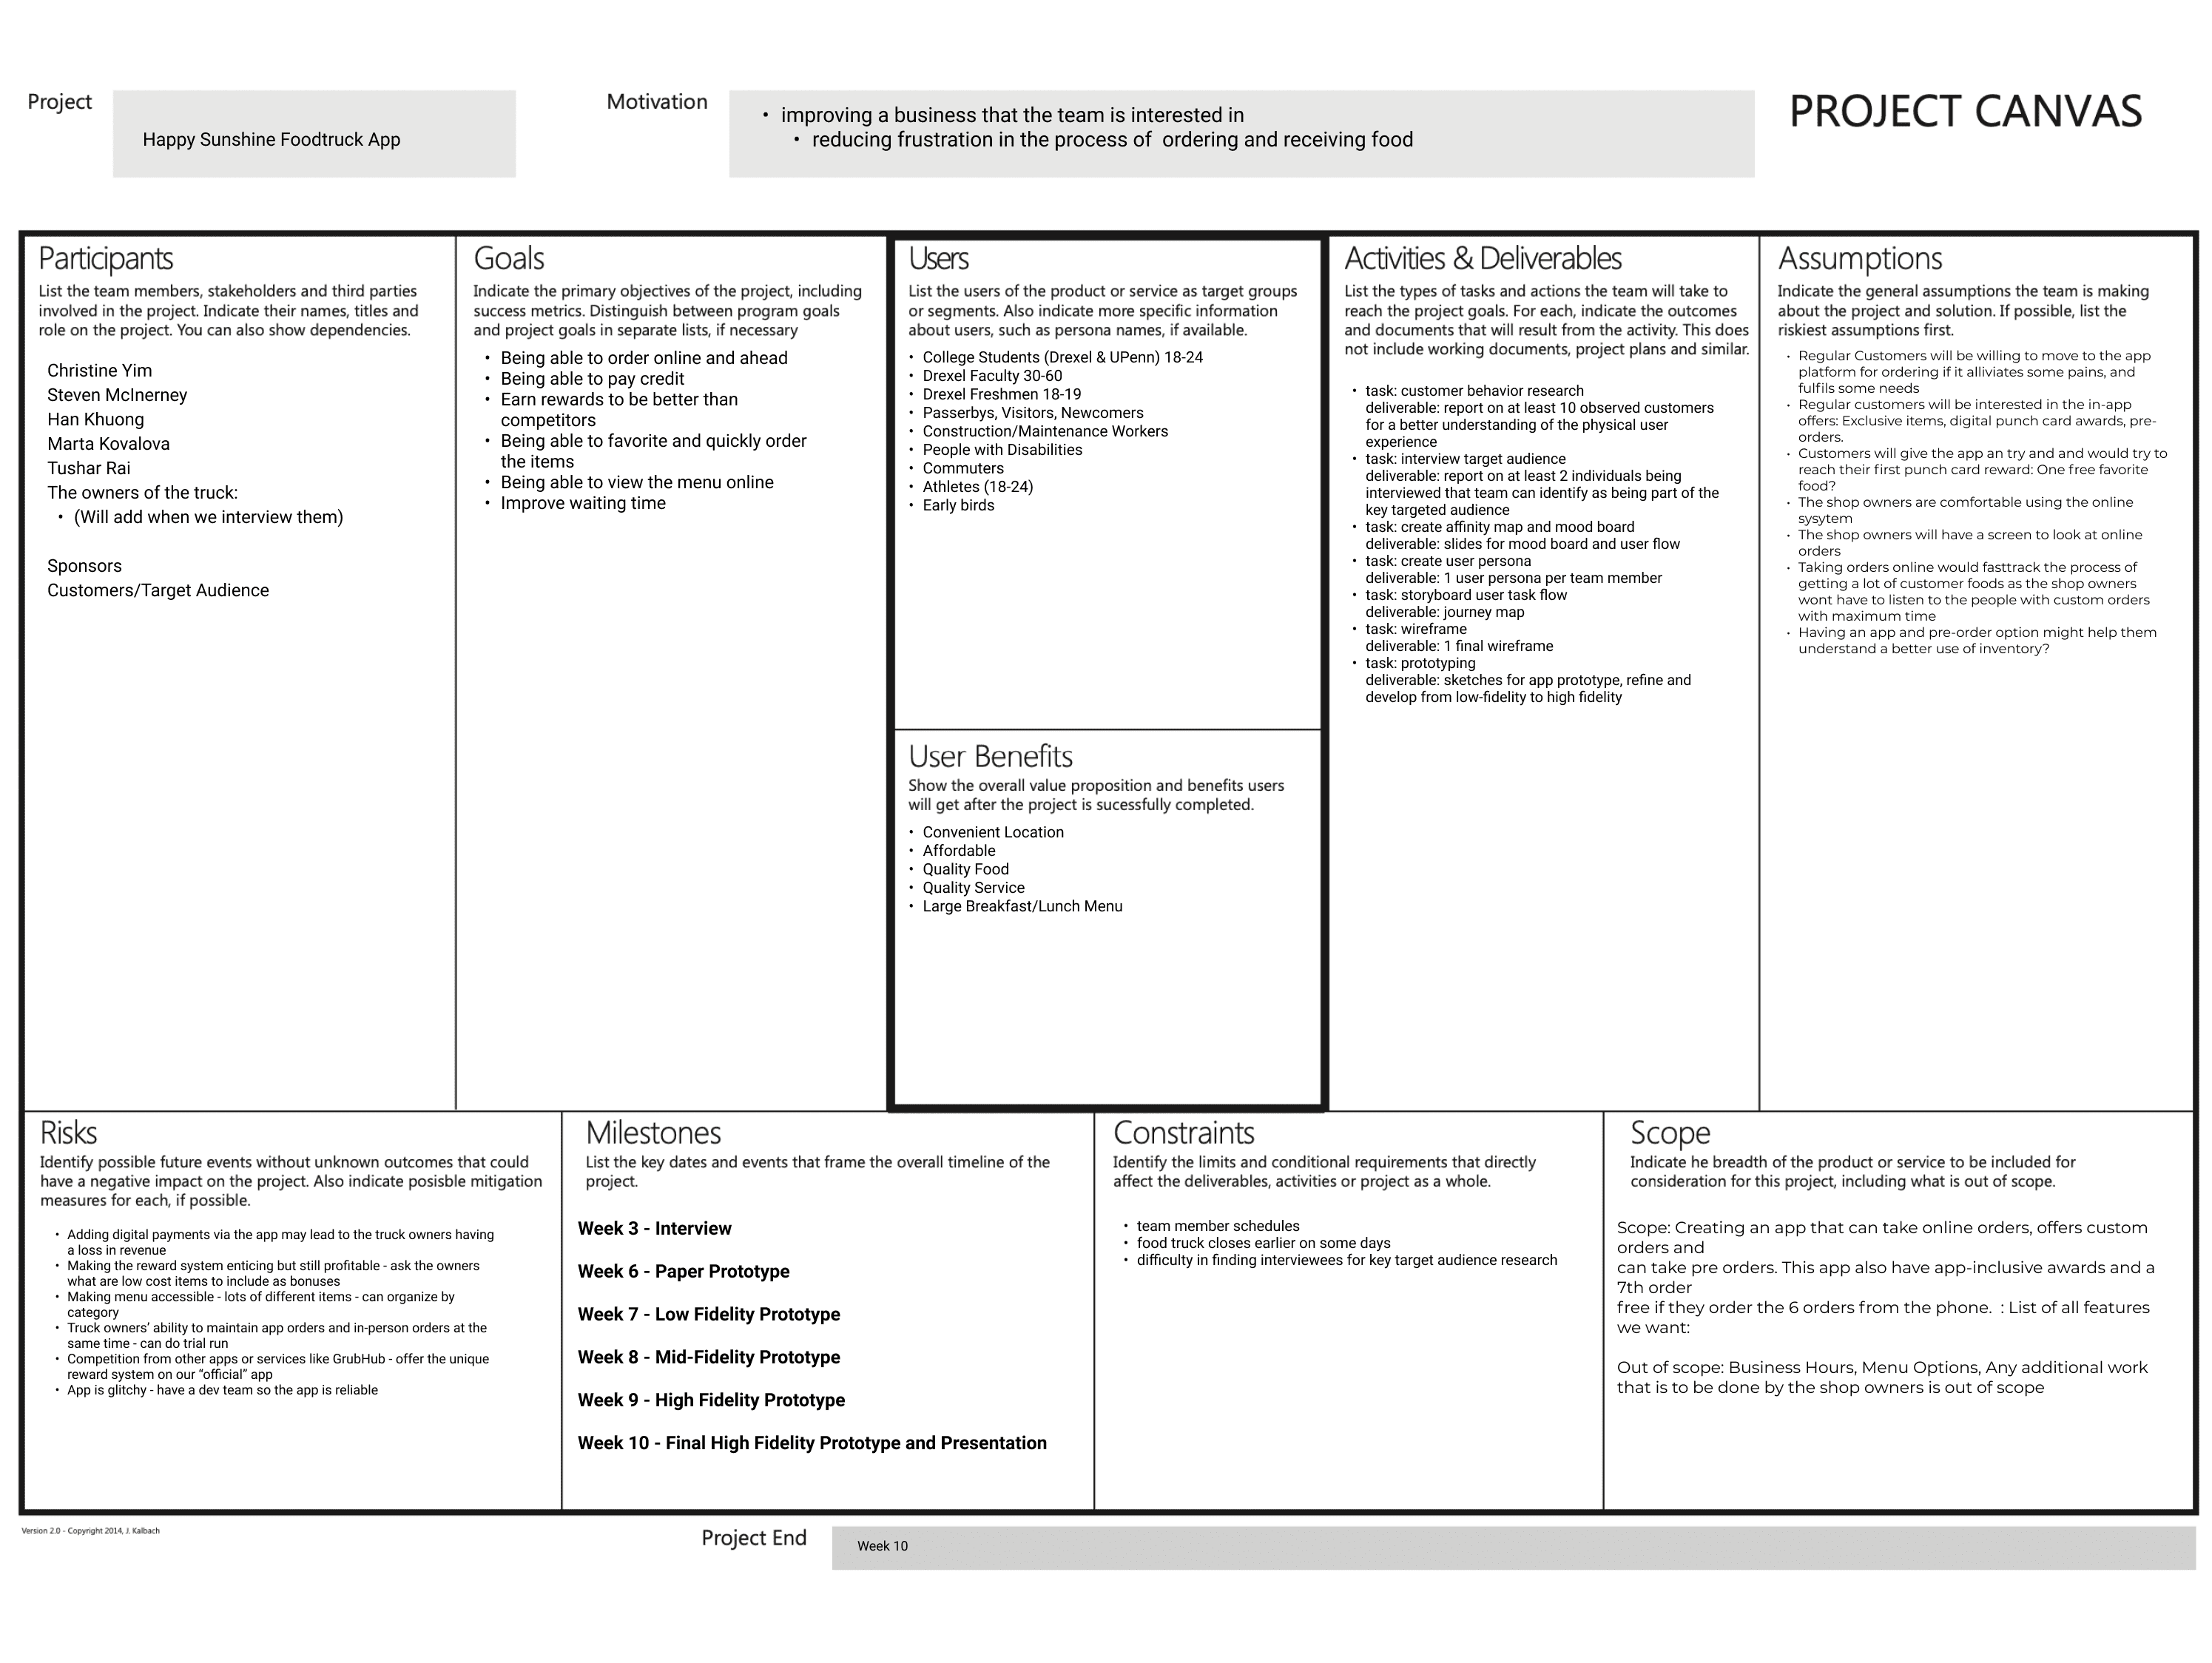 Project
Happy Sunshine Foodtruck App
Motivation
• improving a business that the team is interested in
• reducing frustration in the process of  ordering and receiving food
PROJECT CANVAS
Participants
List the team members, stakeholders and third parties
involved in the project. Indicate their names, titles and
role on the project. You can also show dependencies.
Christine Yim
Steven McInerney
Han Khuong
Marta Kovalova
Tushar Rai
The owners of the truck:
• (Will add when we interview them)
Sponsors
Customers/Target Audience
Goals
Indicate the primary objectives of the project, including
success metrics. Distinguish between program goals
and project goals in separate lists, if necessary
• Being able to order online and ahead
• Being able to pay credit
• Earn rewards to be better than
competitors
• Being able to favorite and quickly order
the items
• Being able to view the menu online
• Improve waiting time
Users
List the users of the product or service as target groups
or segments. Also indicate more specific information
about users, such as persona names, if available.
• College Students (Drexel & UPenn) 18-24
• Drexel Faculty 30-60
• Drexel Freshmen 18-19
• Passerbys, Visitors, Newcomers
• Construction/Maintenance Workers
• People with Disabilities
• Commuters
• Athletes (18-24)
• Early birds
User Benefits
Show the overall value proposition and benefits users
will get after the project is sucessfully completed.
• Convenient Location
• Affordable
• Quality Food
• Quality Service
• Large Breakfast/Lunch Menu
Activities & Deliverables
List the types of tasks and actions the team will take to
reach the project goals. For each, indicate the outcomes
and documents that will result from the activity. This does
not include working documents, project plans and similar.
• task: customer behavior research
deliverable: report on at least 10 observed customers
for a better understanding of the physical user
experience
• task: interview target audience
deliverable: report on at least 2 individuals being
interviewed that team can identify as being part of the
key targeted audience
• task: create affinity map and mood board
deliverable: slides for mood board and user flow
• task: create user persona
deliverable: 1 user persona per team member
• task: storyboard user task flow
deliverable: journey map
• task: wireframe
deliverable: 1 final wireframe
• task: prototyping
deliverable: sketches for app prototype, refine and
develop from low-fidelity to high fidelity
Assumptions
Indicate the general assumptions the team is making
about the project and solution. If possible, list the
riskiest assumptions first.
• Regular Customers will be willing to move to the app
platform for ordering if it alliviates some pains, and
fulfils some needs
• Regular customers will be interested in the in-app
offers: Exclusive items, digital punch card awards, pre-
orders.
• Customers will give the app an try and and would try to
reach their first punch card reward: One free favorite
food?
• The shop owners are comfortable using the online
sysytem
• The shop owners will have a screen to look at online
orders
• Taking orders online would fasttrack the process of
getting a lot of customer foods as the shop owners
wont have to listen to the people with custom orders
with maximum time
• Having an app and pre-order option might help them
understand a better use of inventory?
Risks
Identify possible future events without unknown outcomes that could
have a negative impact on the project. Also indicate posisble mitigation
measures for each, if possible.
• Adding digital payments via the app may lead to the truck owners having
a loss in revenue
• Making the reward system enticing but still profitable - ask the owners
what are low cost items to include as bonuses
• Making menu accessible - lots of different items - can organize by
category
• Truck owners’ ability to maintain app orders and in-person orders at the
same time - can do trial run
• Competition from other apps or services like GrubHub - offer the unique
reward system on our “official” app
• App is glitchy - have a dev team so the app is reliable
Milestones
List the key dates and events that frame the overall timeline of the
project.
Week 3 - Interview
Week 6 - Paper Prototype
Week 7 - Low Fidelity Prototype
Week 8 - Mid-Fidelity Prototype
Week 9 - High Fidelity Prototype
Week 10 - Final High Fidelity Prototype and Presentation
Constraints
Identify the limits and conditional requirements that directly
affect the deliverables, activities or project as a whole.
• team member schedules
• food truck closes earlier on some days
• difficulty in finding interviewees for key target audience research
Scope
Indicate he breadth of the product or service to be included for
consideration for this project, including what is out of scope.
Scope: Creating an app that can take online orders, offers custom
orders and
can take pre orders. This app also have app-inclusive awards and a
7th order
free if they order the 6 orders from the phone.  : List of all features
we want:
Out of scope: Business Hours, Menu Options, Any additional work
that is to be done by the shop owners is out of scope
Version 2.0 - Copyright 2014, J. Kalbach
Project End
Week 10